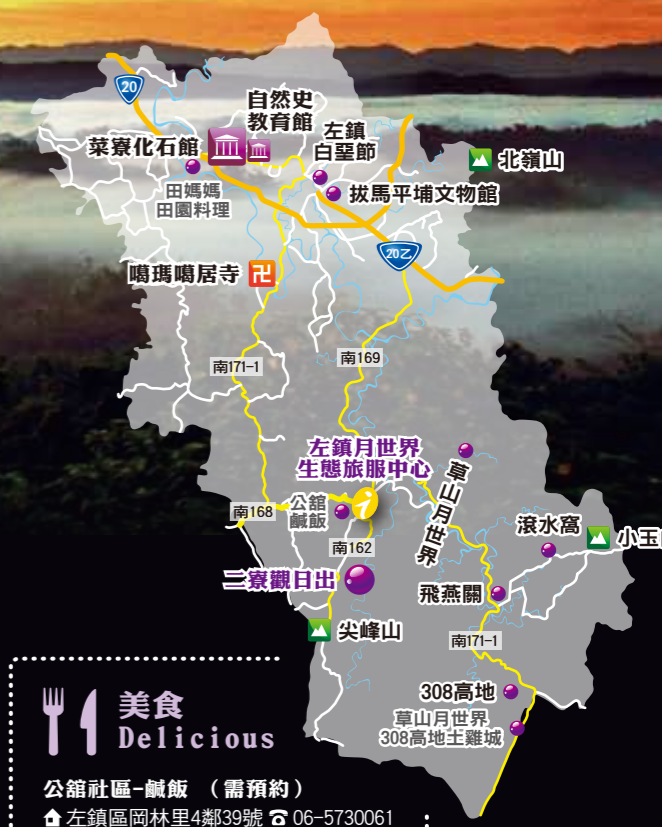 20
自然史
教育館
菜寮化石館
左鎮
白堊節
北嶺山
田媽媽
田園料理
拔馬平埔文物館
20乙
噶瑪噶居寺
南171-1
南169
左鎮月世界
生態旅服中心
草山月世界
南168
公舘
鹹飯
i
滾水窩
小玉
南162
二寮觀日出
飛燕關
尖峰山
南171-1
308高地
草山月世界
308高地土雞城
美食
Delicious
公舘社區-鹹飯 （需預約）
左鎮區岡林里4鄰39號 06-5730061